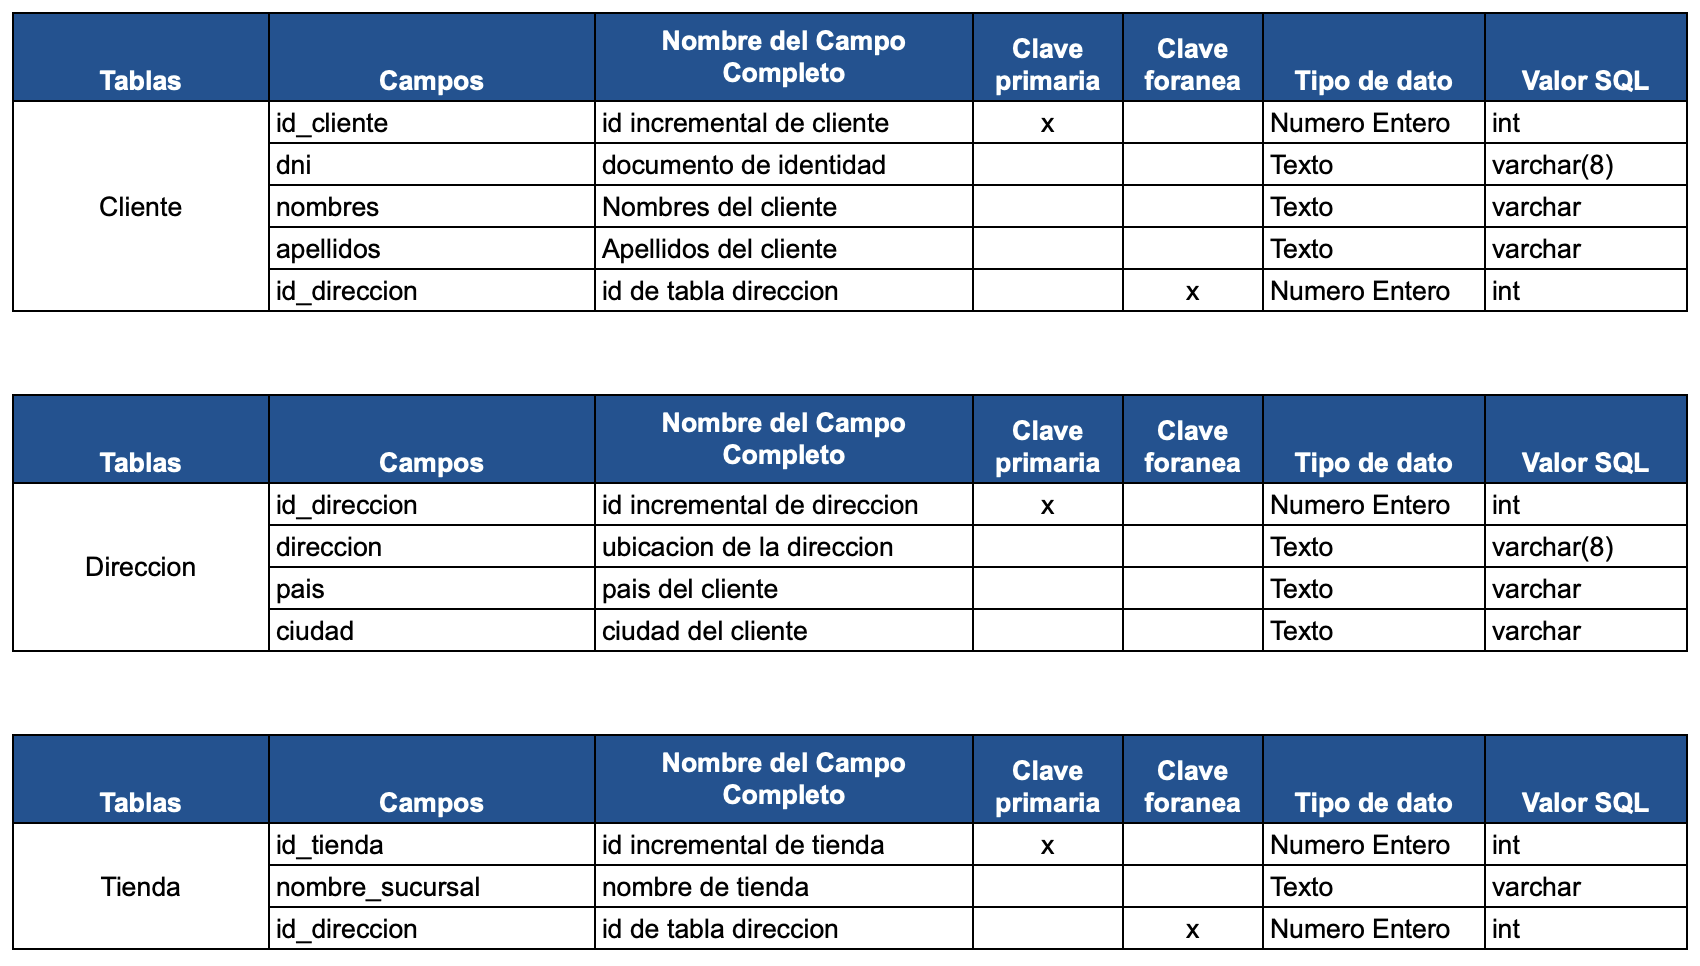 Tablas Campos Nombre del Campo Completo Clave primaria Clave foranea Tipo de dato Valor SQL
Cliente id_cliente id incremental de cliente x Numero Entero int
dni documento de identidad Texto varchar(8)
nombres Nombres del cliente Texto varchar
apellidos Apellidos del cliente Texto varchar
id_direccion id de tabla direccion x Numero Entero int
Tablas Campos Nombre del Campo Completo Clave primaria Clave foranea Tipo de dato Valor SQL
Direccion id_direccion id incremental de direccion x Numero Entero int
direccion ubicacion de la direccion Texto varchar(8)
pais pais del cliente Texto varchar
ciudad ciudad del cliente Texto varchar
Tablas Campos Nombre del Campo Completo Clave primaria Clave foranea Tipo de dato Valor SQL
Tienda id_tienda id incremental de tienda x Numero Entero int
nombre_sucursal nombre de tienda Texto varchar
id_direccion id de tabla direccion x Numero Entero int